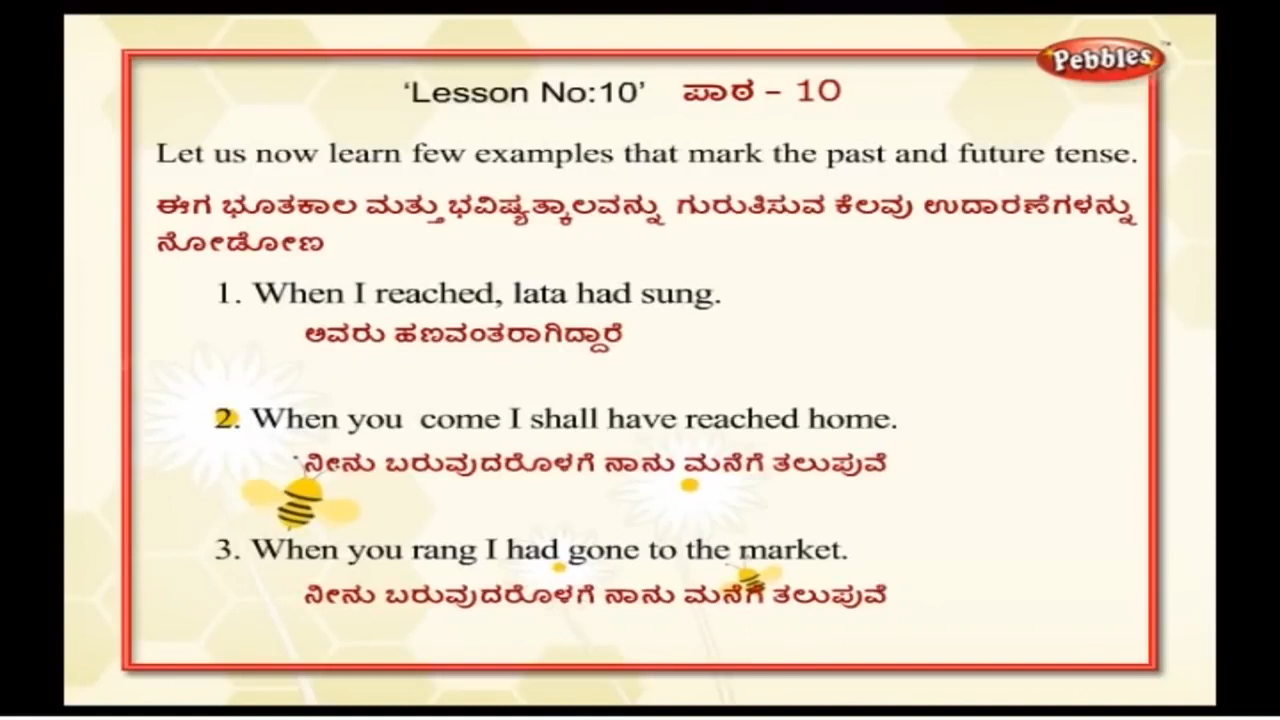 Pebbles™
‘Lesson No:10’ ಪಾಠ – 10
Let us now learn few examples that mark the past and future tense.
ಈಗ ಭೂತಕಾಲ ಮತ್ತು ಭವಿಷ್ಯತ್ಕಾಲವನ್ನು ಗುರುತಿಸುವ ಕೆಲವು ಉದಾರಣೆಗಳನ್ನು
ನೋಡೋಣ
1. When I reached, lata had sung.
ಅವರು ಹಣವಂತರಾಗಿದ್ದಾರೆ
2. When you come I shall have reached home.
ನೀನು ಬರುವುದರೊಳಗೆ ನಾನು ಮನೆಗೆ ತಲುಪುವೆ
3. When you rang I had gone to the market.
ನೀನು ಬರುವುದರೊಳಗೆ ನಾನು ಮನೆಗೆ ತಲುಪುವೆ